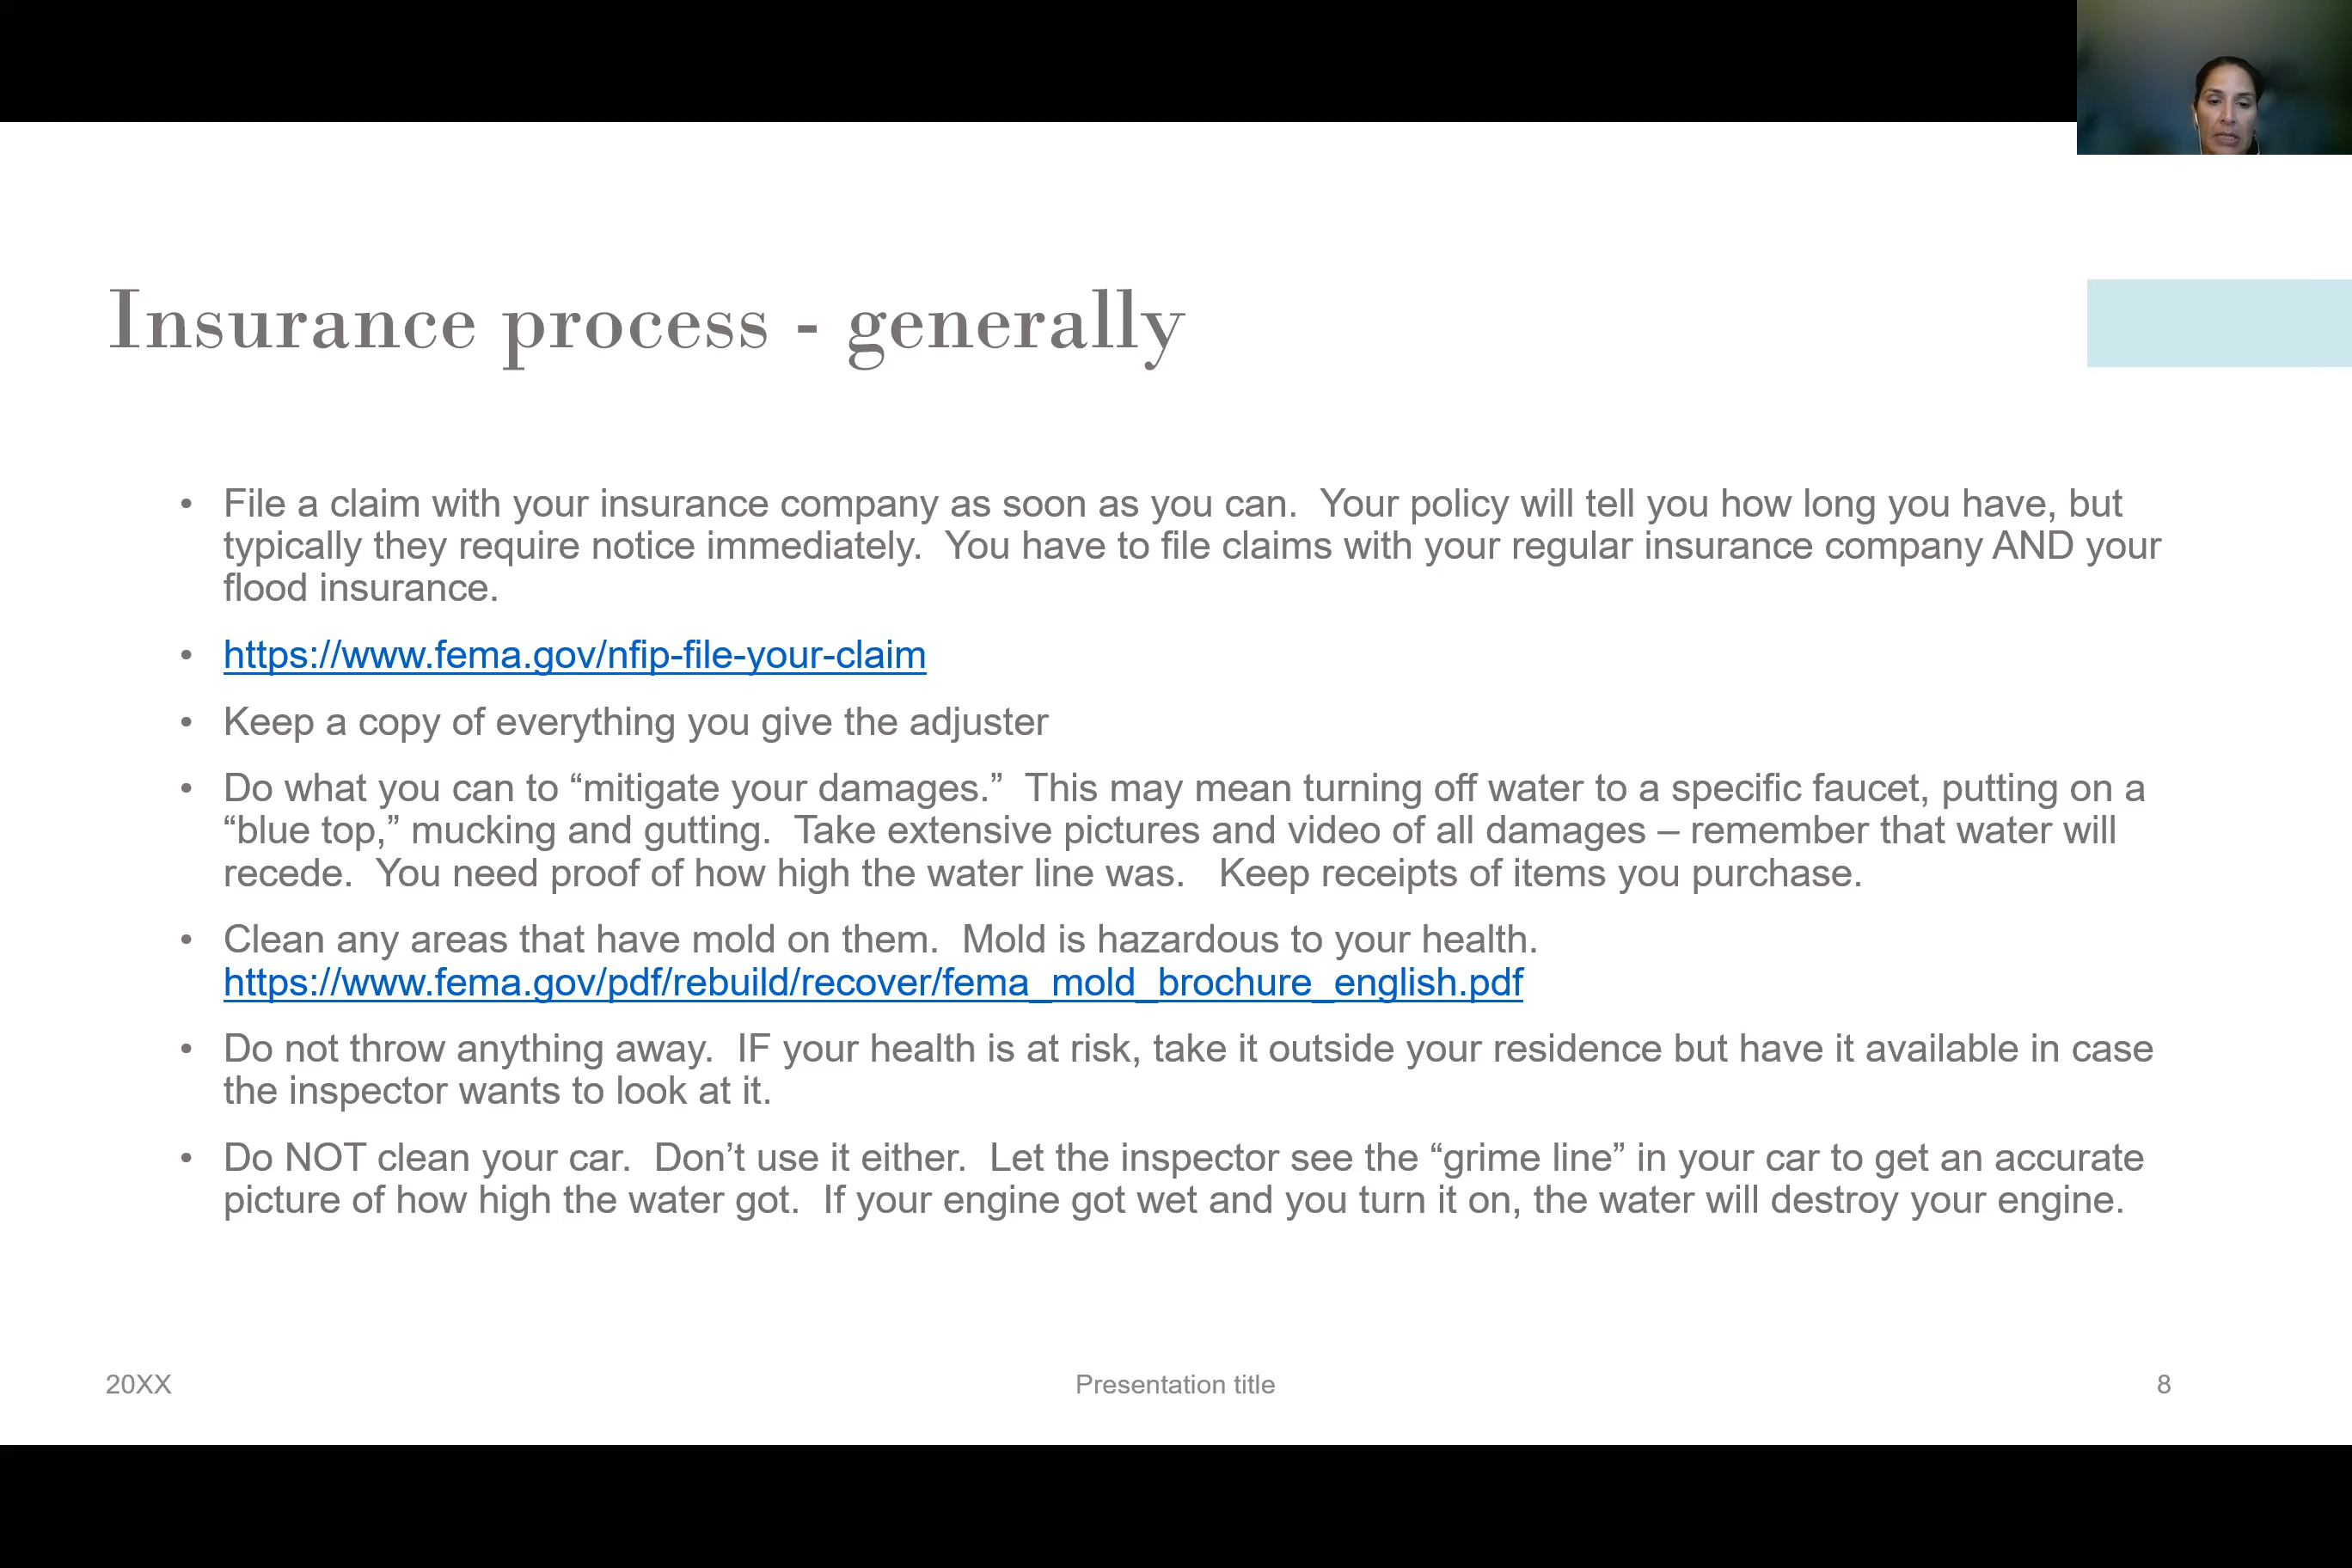 Insurance process - generally
• File a claim with your insurance company as soon as you can.  Your policy will tell you how long you have, but
typically they require notice immediately.  You have to file claims with your regular insurance company AND your
flood insurance.
• https://www.fema.gov/nfip-file-your-claim
• Keep a copy of everything you give the adjuster
• Do what you can to “mitigate your damages.”  This may mean turning off water to a specific faucet, putting on a
“blue top,” mucking and gutting.  Take extensive pictures and video of all damages – remember that water will
recede.  You need proof of how high the water line was.   Keep receipts of items you purchase.
• Clean any areas that have mold on them.  Mold is hazardous to your health.
https://www.fema.gov/pdf/rebuild/recover/fema_mold_brochure_english.pdf
• Do not throw anything away.  IF your health is at risk, take it outside your residence but have it available in case
the inspector wants to look at it.
• Do NOT clean your car.  Don’t use it either.  Let the inspector see the “grime line” in your car to get an accurate
picture of how high the water got.  If your engine got wet and you turn it on, the water will destroy your engine.
20XX
Presentation title
8